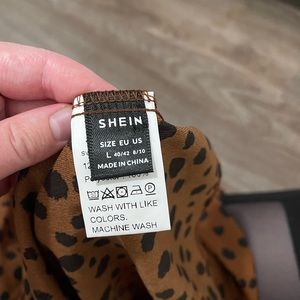 SHEIN
SIZE EU US
L 40/42 8/10
MADE IN CHINA
WASH WITH LIKE
COLORS.
MACHINE WASH